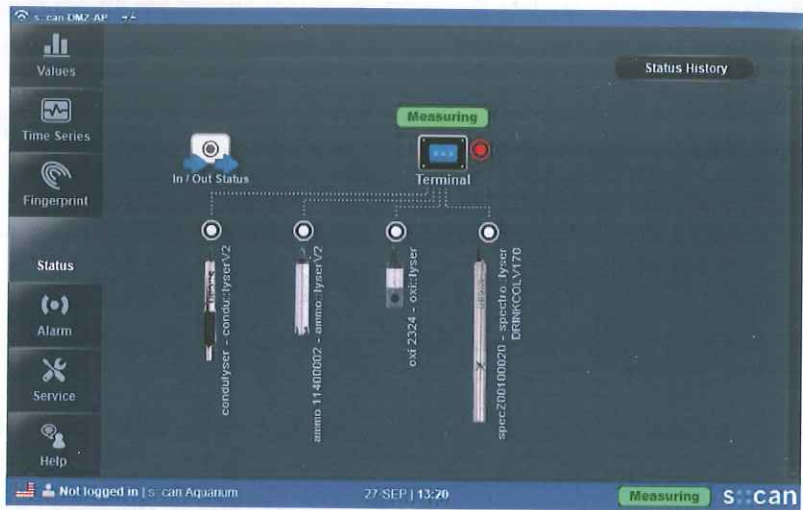 s::can DMZ-AP
Values
Time Series
Fingerprint
Status
Alarm
Service
Help
Status History
Measuring
In / Out Status
Terminal
condulyser - condu::lyserV2
ammo 11400002 - ammo::lyserV2
oxi 2324 - oxi::lyser
spec200100020 - spectro::lyser
DRINKCOLV170
Not logged in | s::can Aquarium
27 SEP | 13:20
Measuring
s::can